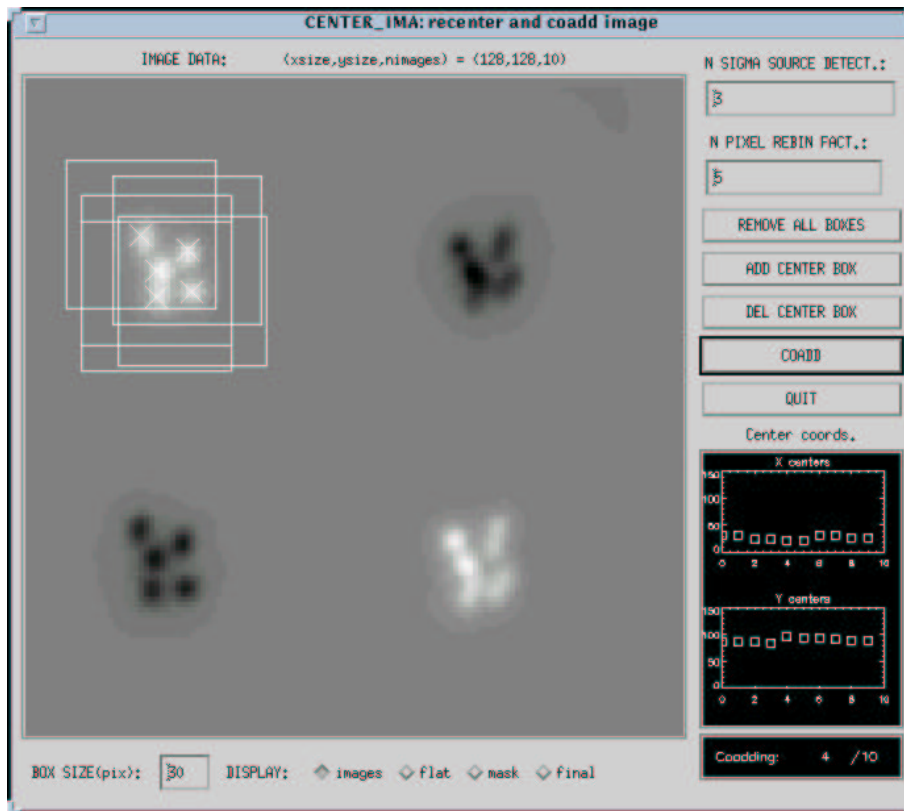 CENTER_IMA: recenter and coadd image
IMAGE DATA: (xsize,ysize,nimages) = (128,128,10)
N SIGMA SOURCE DETECT.:
3
N PIXEL REBIN FACT.:
5
REMOVE ALL BOXES
ADD CENTER BOX
DEL CENTER BOX
COADD
QUIT
Center coords.
X centers
150
100
50
0
0 2 4 6 8 10
Y centers
150
100
50
0
0 2 4 6 8 10
Coadding: 4 /10
BOX SIZE(pix): 30 DISPLAY: images flat mask final